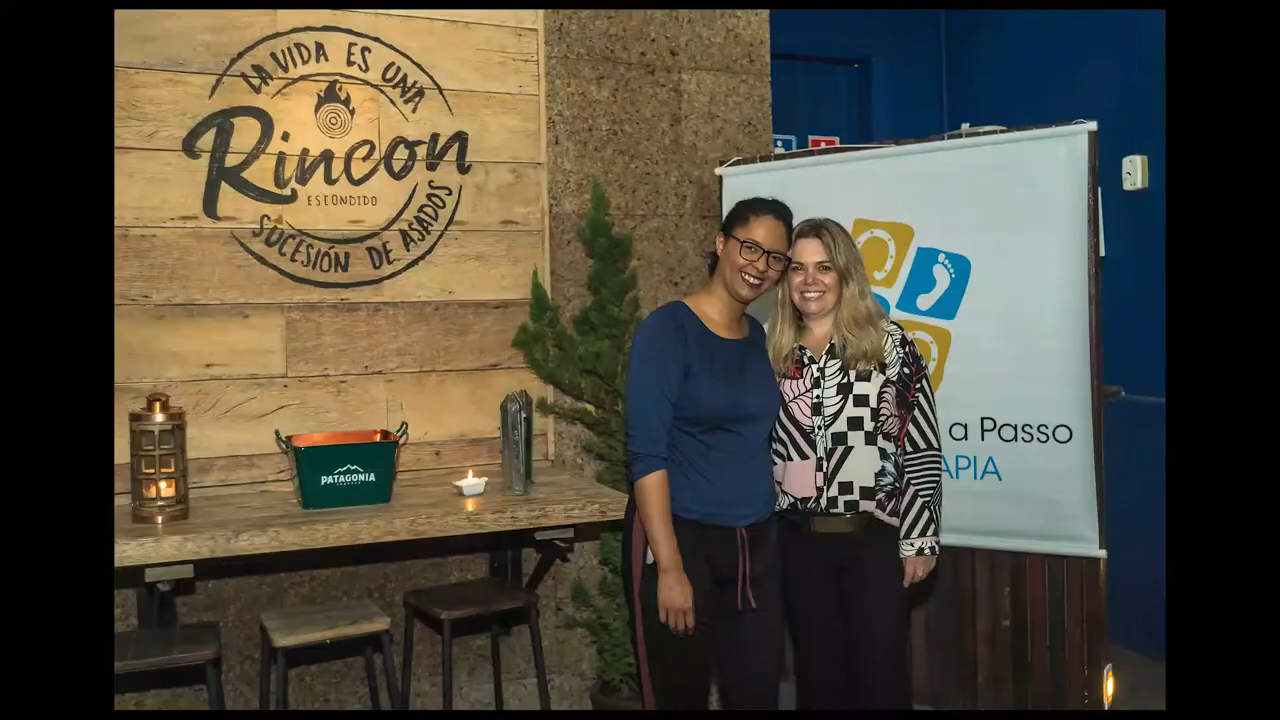 LA VIDA ES UNA
Rincon
ESCONDIDO
SUCESIÓN DE ASADOS
PATAGONIA
a Passo
APIA